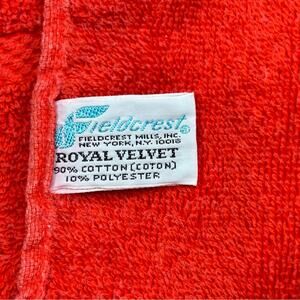 Fieldcrest®
FIELDCREST MILLS, INC.
NEW YORK, N.Y. 10016
ROYAL VELVET
90% COTTON (COTON)
10% POLYESTER